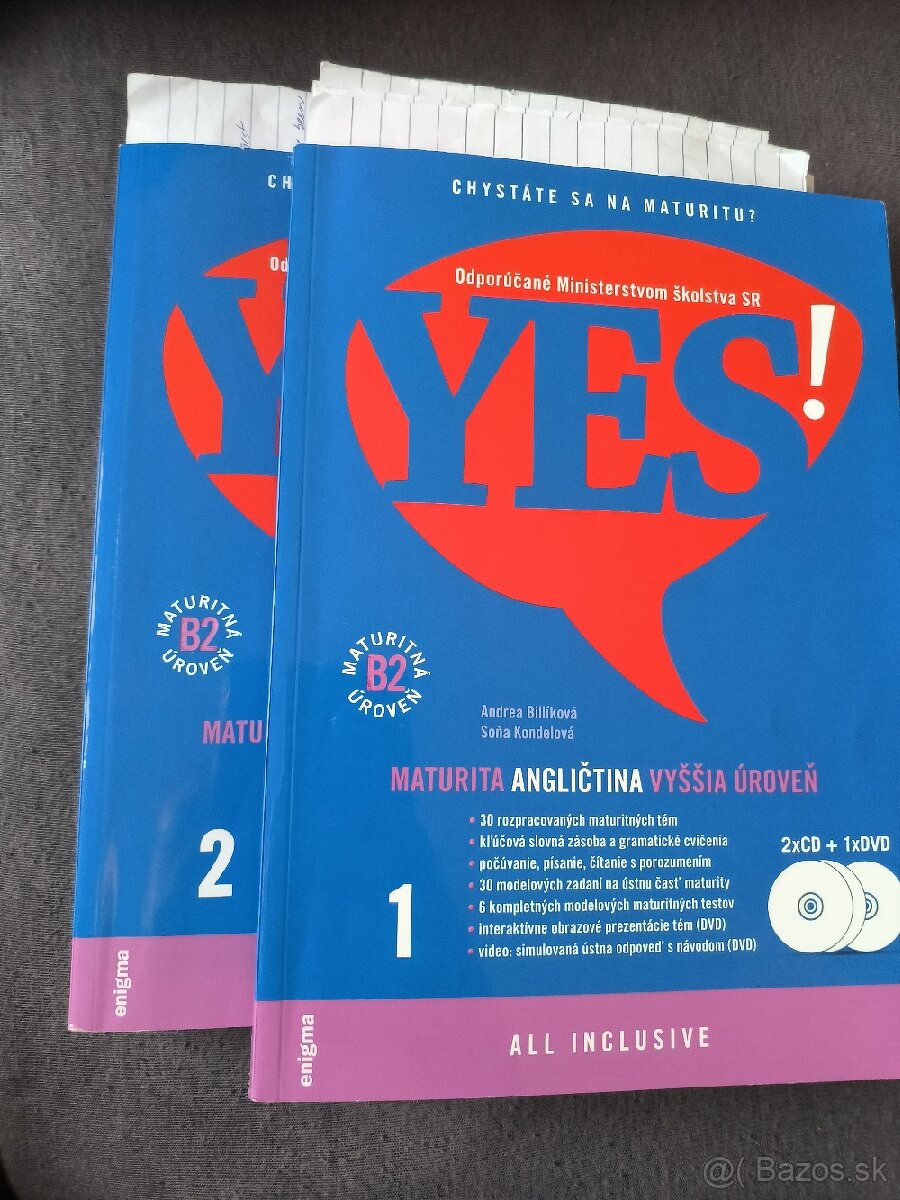 been
CH
Od
Y
MATURITNÁ
B2
ÚROVEŇ
MATU
2
enigma
CHYSTÁTE SA NA MATURITU?
Odporúčané Ministerstvom školstva SR
YES!
MATURITNÁ
B2
ÚROVEŇ
Andrea Billíková
Soňa Kondelová
MATURITA ANGLIČTINA VYŠŠIA ÚROVEŇ
• 30 rozpracovaných maturitných tém
• kľúčová slovná zásoba a gramatické cvičenia
• počúvanie, písanie, čítanie s porozumením
• 30 modelových zadaní na ústnu časť maturity
• 6 kompletných modelových maturitných testov
• interaktívne obrazové prezentácie tém (DVD)
• video: simulovaná ústna odpoveď s návodom (DVD)
2xCD + 1xDVD
1
enigma
ALL INCLUSIVE
@( Bazos.sk